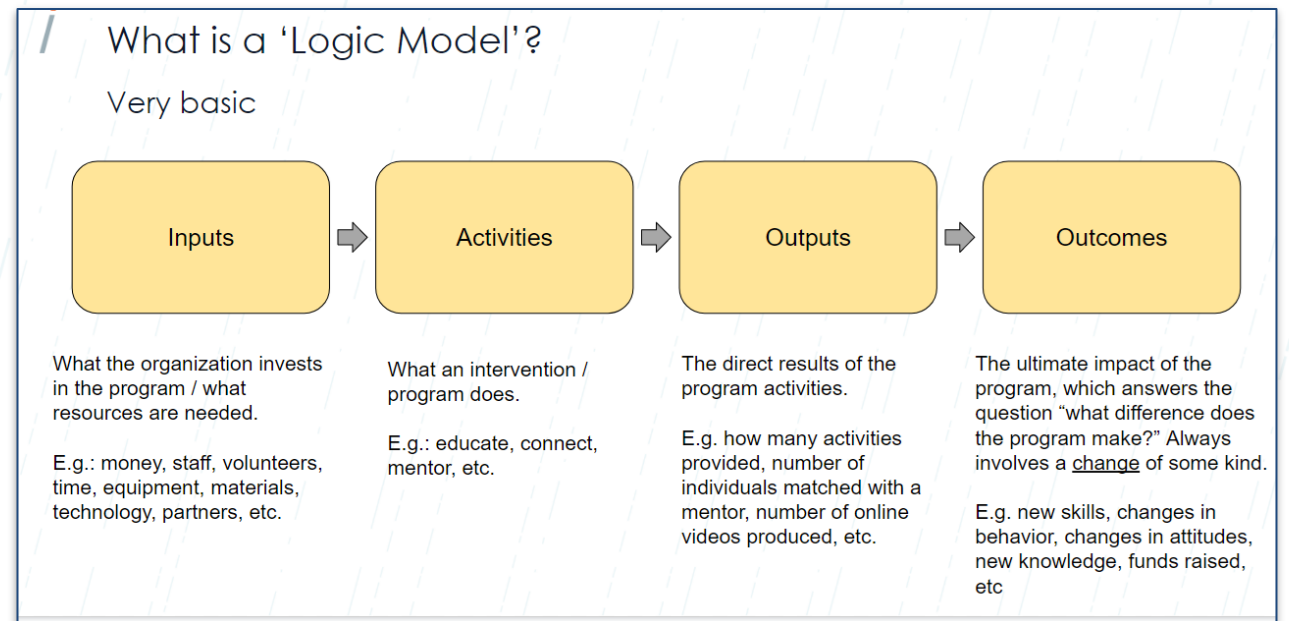 What is a ‘Logic Model’?
Very basic
Inputs
Activities
Outputs
Outcomes
What the organization invests
in the program / what
resources are needed.
E.g.: money, staff, volunteers,
time, equipment, materials,
technology, partners, etc.
What an intervention /
program does.
E.g.: educate, connect,
mentor, etc.
The direct results of the
program activities.
E.g. how many activities
provided, number of
individuals matched with a
mentor, number of online
videos produced, etc.
The ultimate impact of the
program, which answers the
question “what difference does
the program make?” Always
involves a change of some kind.
E.g. new skills, changes in
behavior, changes in attitudes,
new knowledge, funds raised,
etc